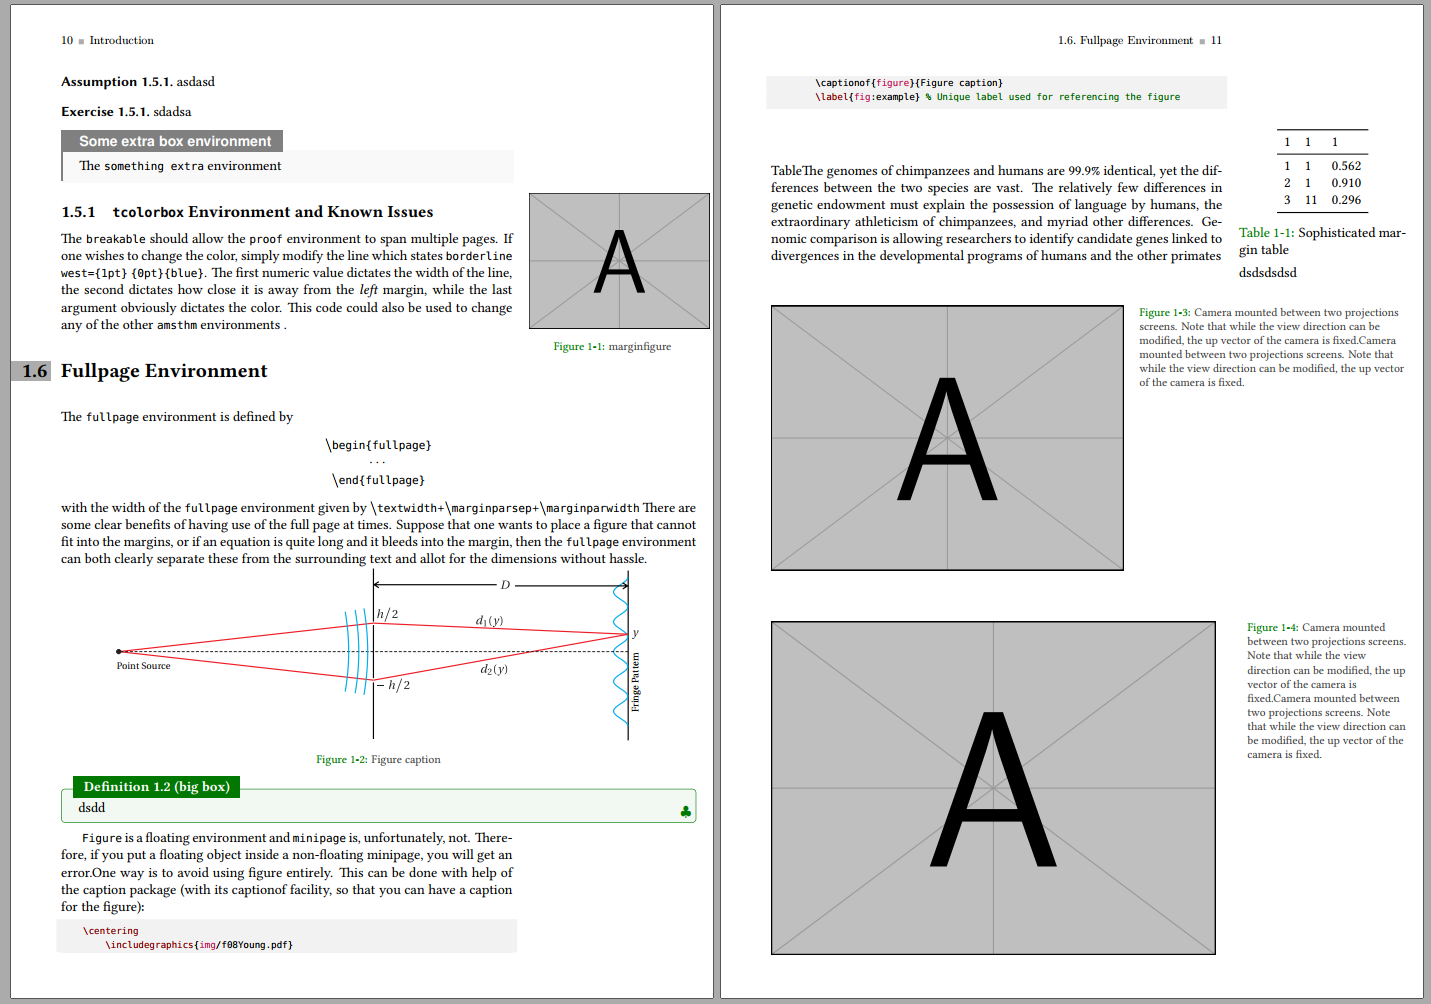 10 ■ Introduction
Assumption 1.5.1. asdasd
Exercise 1.5.1. sdadsa
Some extra box environment
The something extra environment
1.5.1 tcolorbox Environment and Known Issues
The breakable should allow the proof environment to span multiple pages. If
one wishes to change the color, simply modify the line which states borderline
west={1pt} {0pt}{blue}. The first numeric value dictates the width of the line,
the second dictates how close it is away from the left margin, while the last
argument obviously dictates the color. This code could also be used to change
any of the other amsthm environments .
A
Figure 1-1: marginfigure
1.6 Fullpage Environment
The fullpage environment is defined by
\begin{fullpage}
...
\end{fullpage}
with the width of the fullpage environment given by \textwidth+\marginparsep+\marginparwidth There are
some clear benefits of having use of the full page at times. Suppose that one wants to place a figure that cannot
fit into the margins, or if an equation is quite long and it bleeds into the margin, then the fullpage environment
can both clearly separate these from the surrounding text and allot for the dimensions without hassle.
D
h/2
d₁(y)
y
Point Source
d₂(y)
− h/2
Fringe Pattern
Figure 1-2: Figure caption
Definition 1.2 (big box)
dsdd
♣
Figure is a floating environment and minipage is, unfortunately, not. There-
fore, if you put a floating object inside a non-floating minipage, you will get an
error.One way is to avoid using figure entirely. This can be done with help of
the caption package (with its captionof facility, so that you can have a caption
for the figure):
\centering
\includegraphics{img/f08Young.pdf}
1.6. Fullpage Environment ■ 11
\captionof{figure}{Figure caption}
\label{fig:example} % Unique label used for referencing the figure
TableThe genomes of chimpanzees and humans are 99.9% identical, yet the dif-
ferences between the two species are vast. The relatively few differences in
genetic endowment must explain the possession of language by humans, the
extraordinary athleticism of chimpanzees, and myriad other differences. Ge-
nomic comparison is allowing researchers to identify candidate genes linked to
divergences in the developmental programs of humans and the other primates
1 1 1
1 1 0.562
2 1 0.910
3 11 0.296
Table 1-1: Sophisticated mar-
gin table
dsdsdsdsd
A
Figure 1-3: Camera mounted between two projections
screens. Note that while the view direction can be
modified, the up vector of the camera is fixed.Camera
mounted between two projections screens. Note that
while the view direction can be modified, the up vector
of the camera is fixed.
A
Figure 1-4: Camera mounted
between two projections screens.
Note that while the view
direction can be modified, the up
vector of the camera is
fixed.Camera mounted between
two projections screens. Note
that while the view direction can
be modified, the up vector of the
camera is fixed.